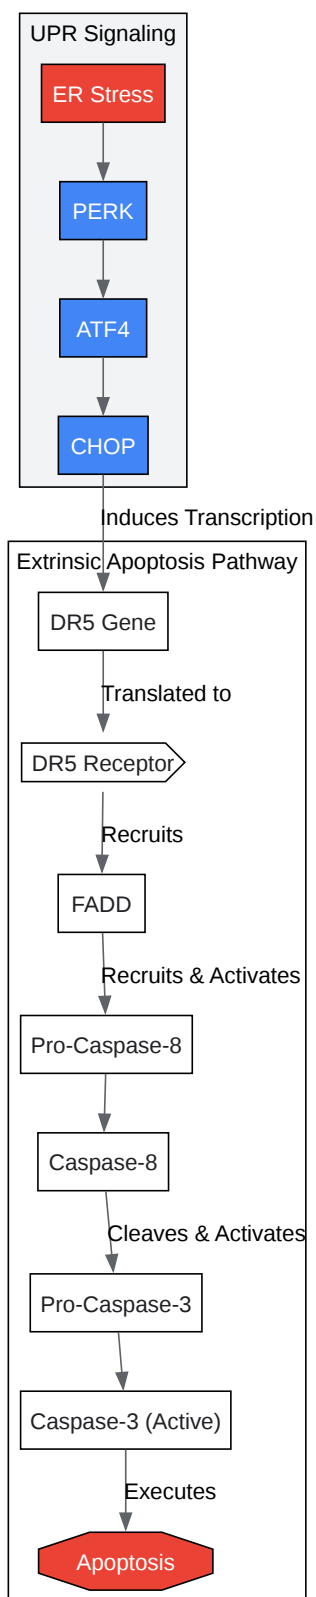 UPR Signaling
ER Stress
PERK
ATF4
CHOP
Induces Transcription
Extrinsic Apoptosis Pathway
DR5 Gene
Translated to
DR5 Receptor
Recruits
FADD
Recruits & Activates
Pro-Caspase-8
Caspase-8
Cleaves & Activates
Pro-Caspase-3
Caspase-3 (Active)
Executes
Apoptosis